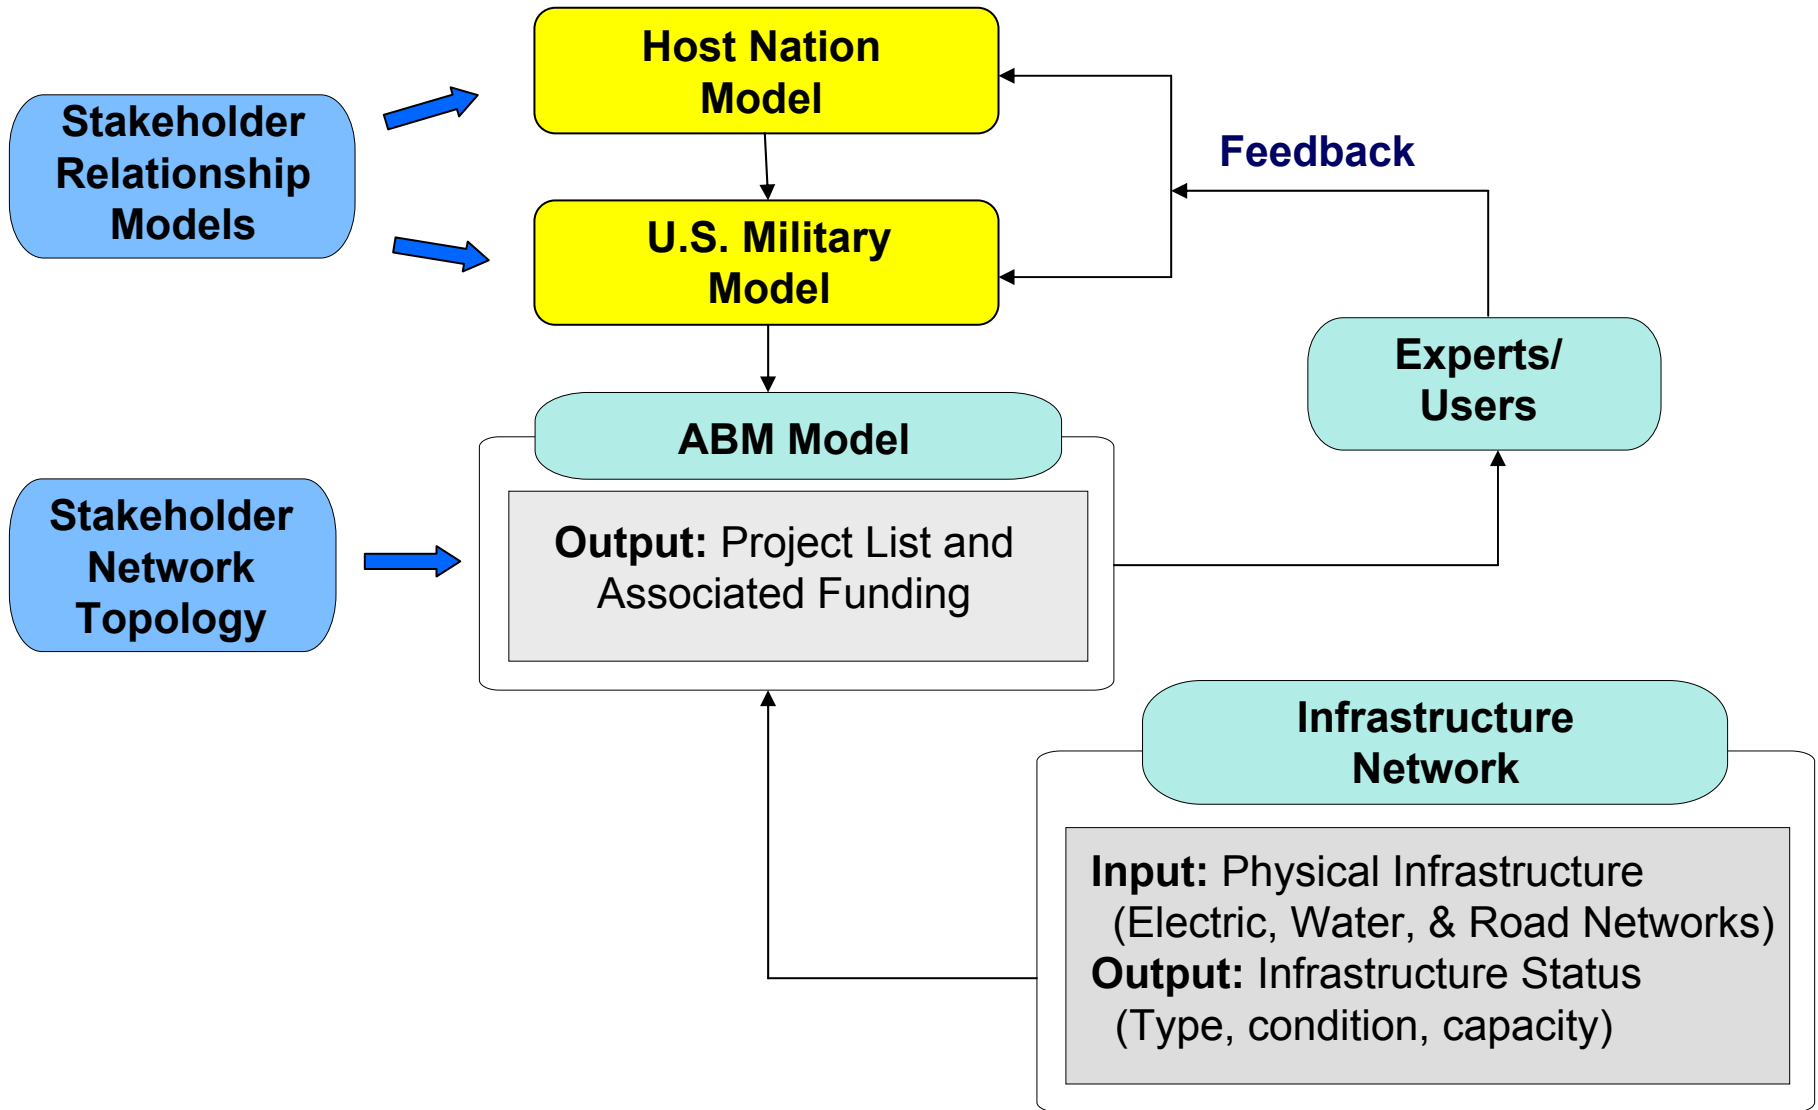 Host Nation
Model
Stakeholder
Relationship
Models
Feedback
U.S. Military
Model
Experts/
Users
ABM Model
Stakeholder
Network
Topology
Output: Project List and
Associated Funding
Infrastructure
Network
Input: Physical Infrastructure
(Electric, Water, & Road Networks)
Output: Infrastructure Status
(Type, condition, capacity)